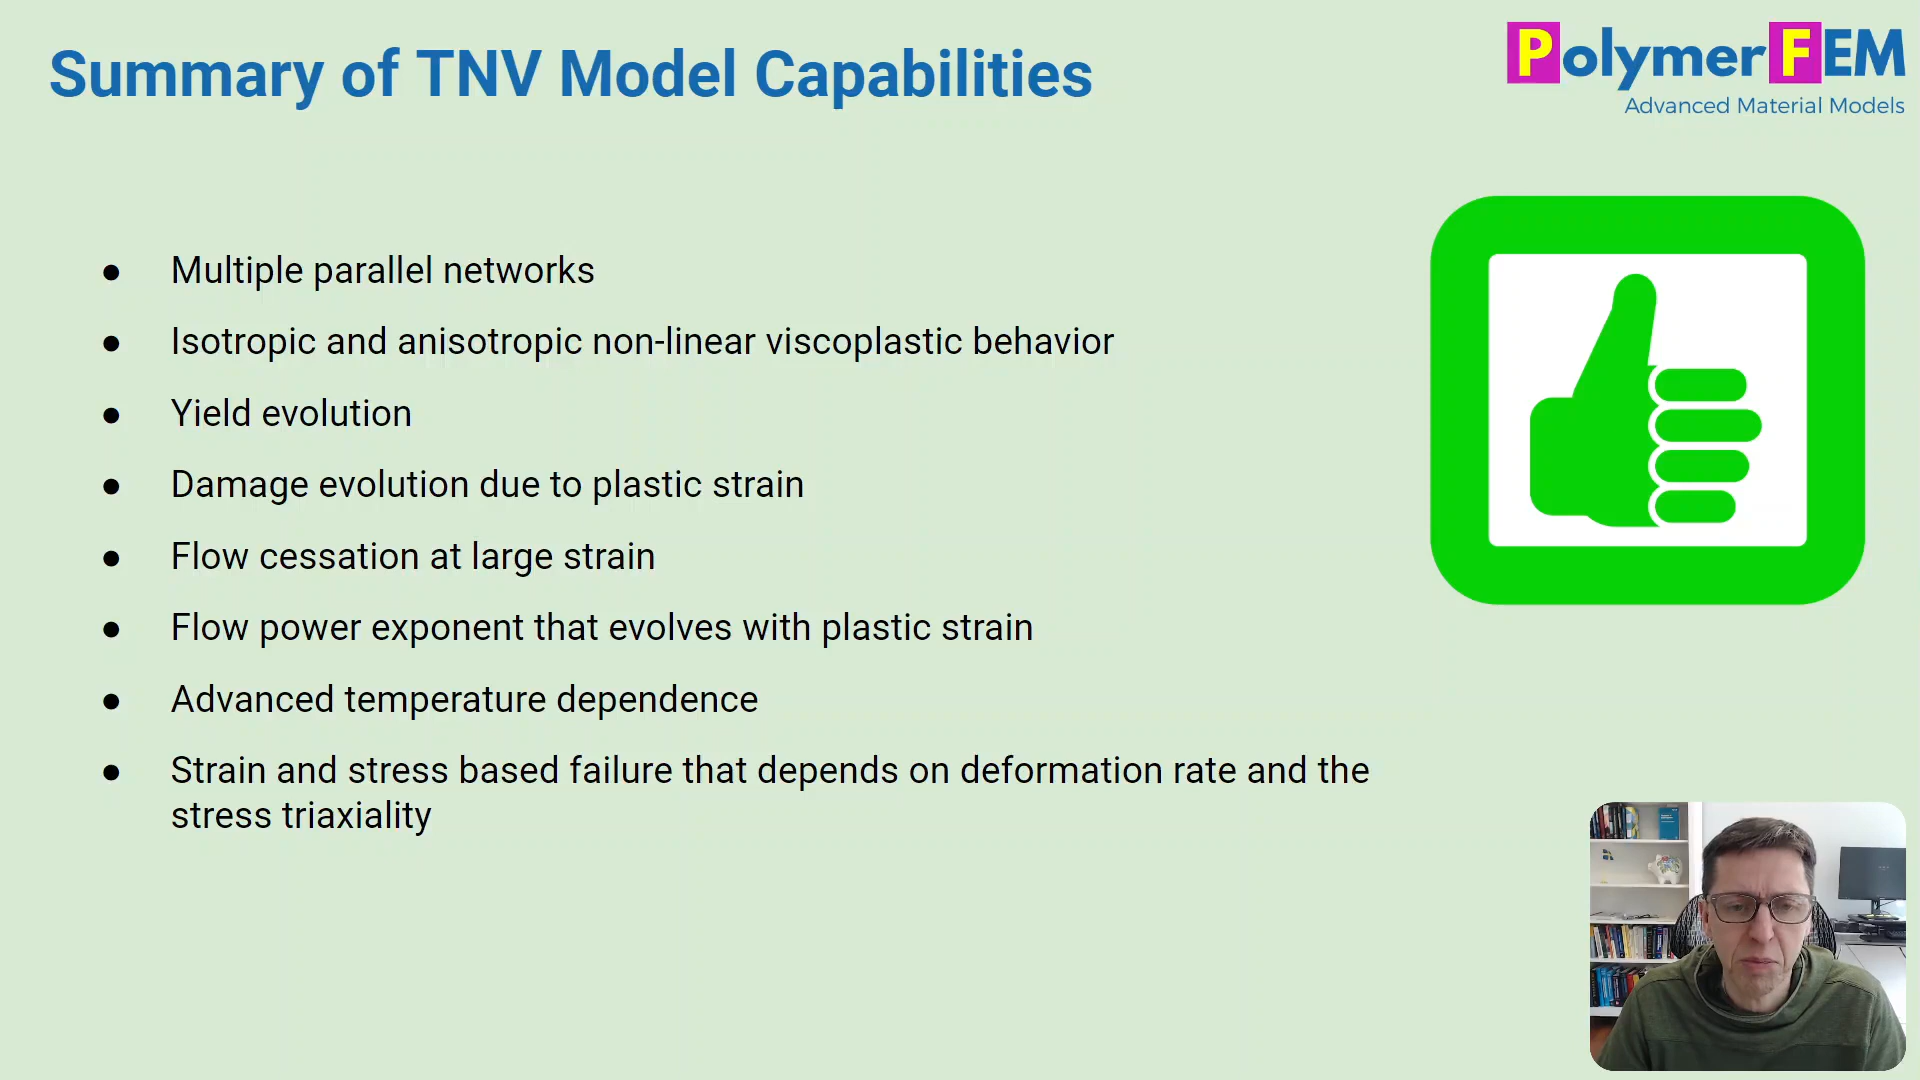 Summary of TNV Model Capabilities
PolymerFEM
Advanced Material Models
● Multiple parallel networks
● Isotropic and anisotropic non-linear viscoplastic behavior
● Yield evolution
● Damage evolution due to plastic strain
● Flow cessation at large strain
● Flow power exponent that evolves with plastic strain
● Advanced temperature dependence
● Strain and stress based failure that depends on deformation rate and the
stress triaxiality